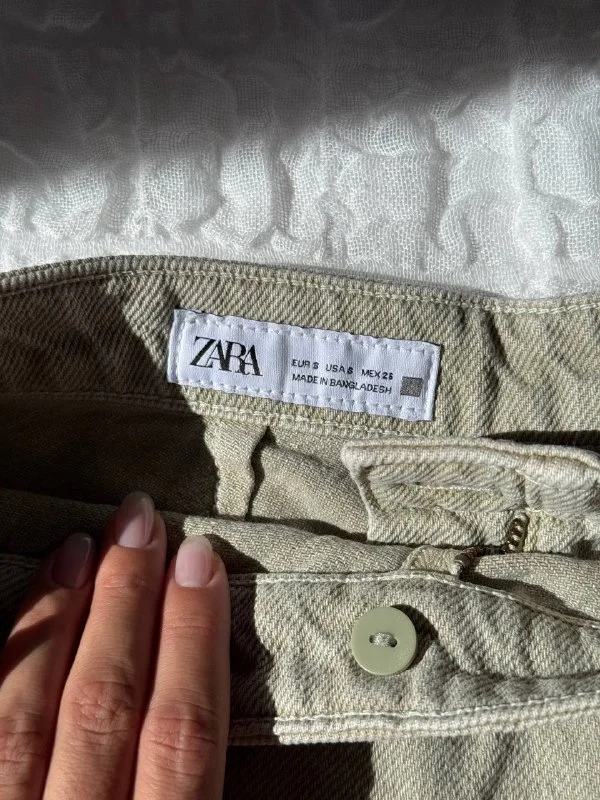 ZARA
EUR S USA S MEX 26
MADE IN BANGLADESH